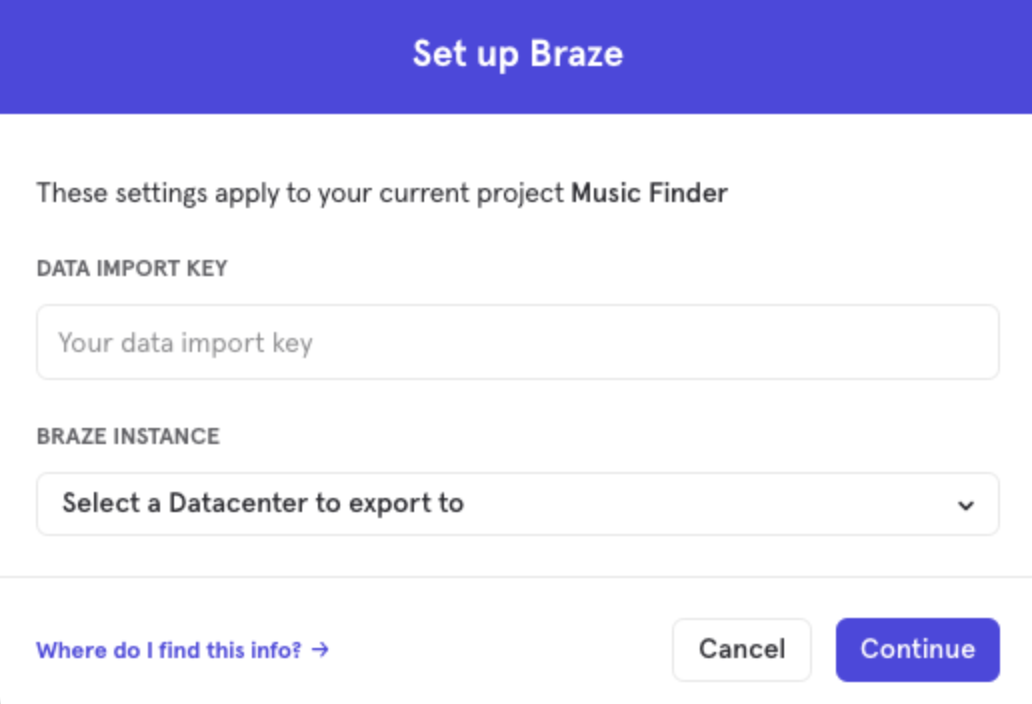 Set up Braze
These settings apply to your current project Music Finder
DATA IMPORT KEY
Your data import key
BRAZE INSTANCE
Select a Datacenter to export to
Where do I find this info? →
Cancel
Continue